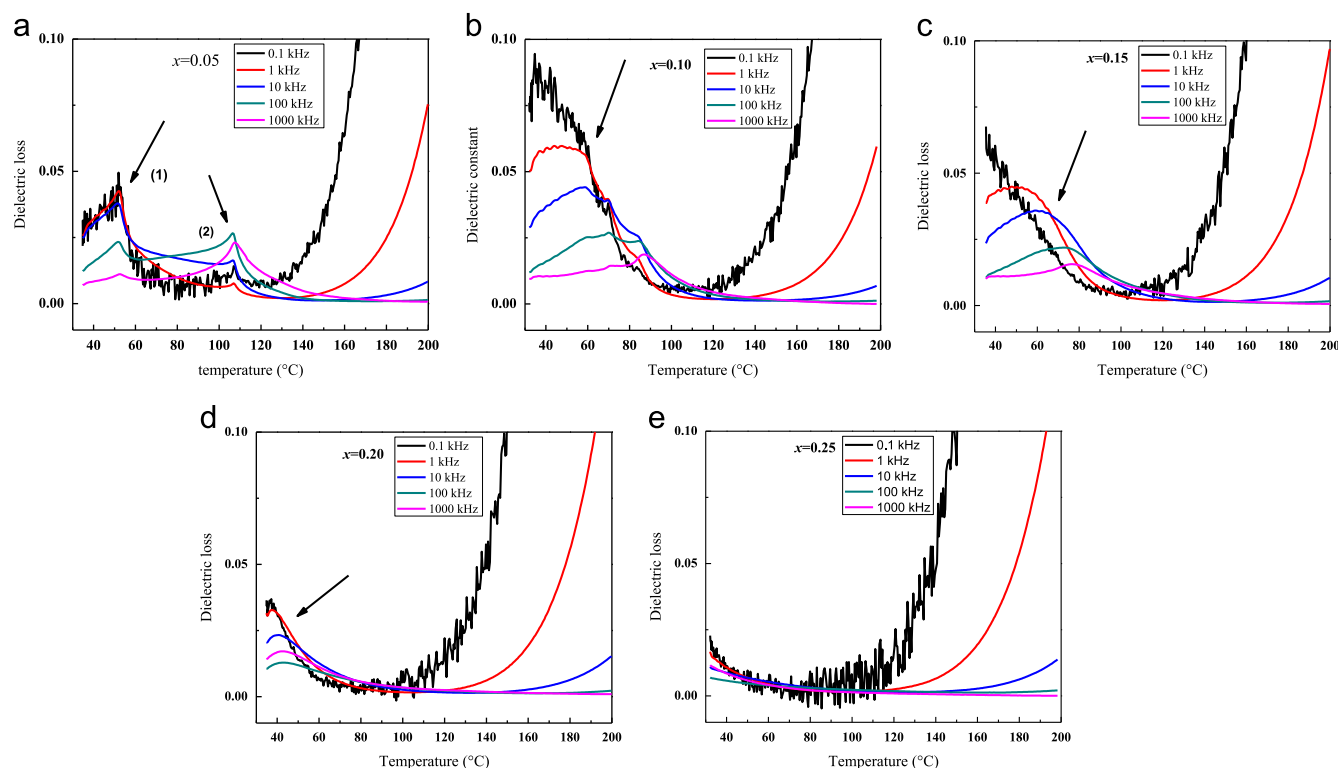 a
x=0.05
0.1 kHz
1 kHz
10 kHz
100 kHz
1000 kHz
(1)
(2)
0.10
0.05
0.00
Dielectric loss
40 60 80 100 120 140 160 180 200
temperature (°C)
b
x=0.10
0.1 kHz
1 kHz
10 kHz
100 kHz
1000 kHz
0.10
0.05
0.00
Dielectric constant
40 60 80 100 120 140 160 180 200
Temperature (°C)
c
x=0.15
0.1 kHz
1 kHz
10 kHz
100 kHz
1000 kHz
0.10
0.05
0.00
Dielectric loss
40 60 80 100 120 140 160 180 200
Temperature (°C)
d
x=0.20
0.1 kHz
1 kHz
10 kHz
100 kHz
1000 kHz
0.10
0.05
0.00
Dielectric loss
40 60 80 100 120 140 160 180 200
Temperature (°C)
e
x=0.25
0.1 kHz
1 kHz
10 kHz
100 kHz
1000 kHz
0.10
0.05
0.00
Dielectric loss
40 60 80 100 120 140 160 180 200
Temperature (°C)